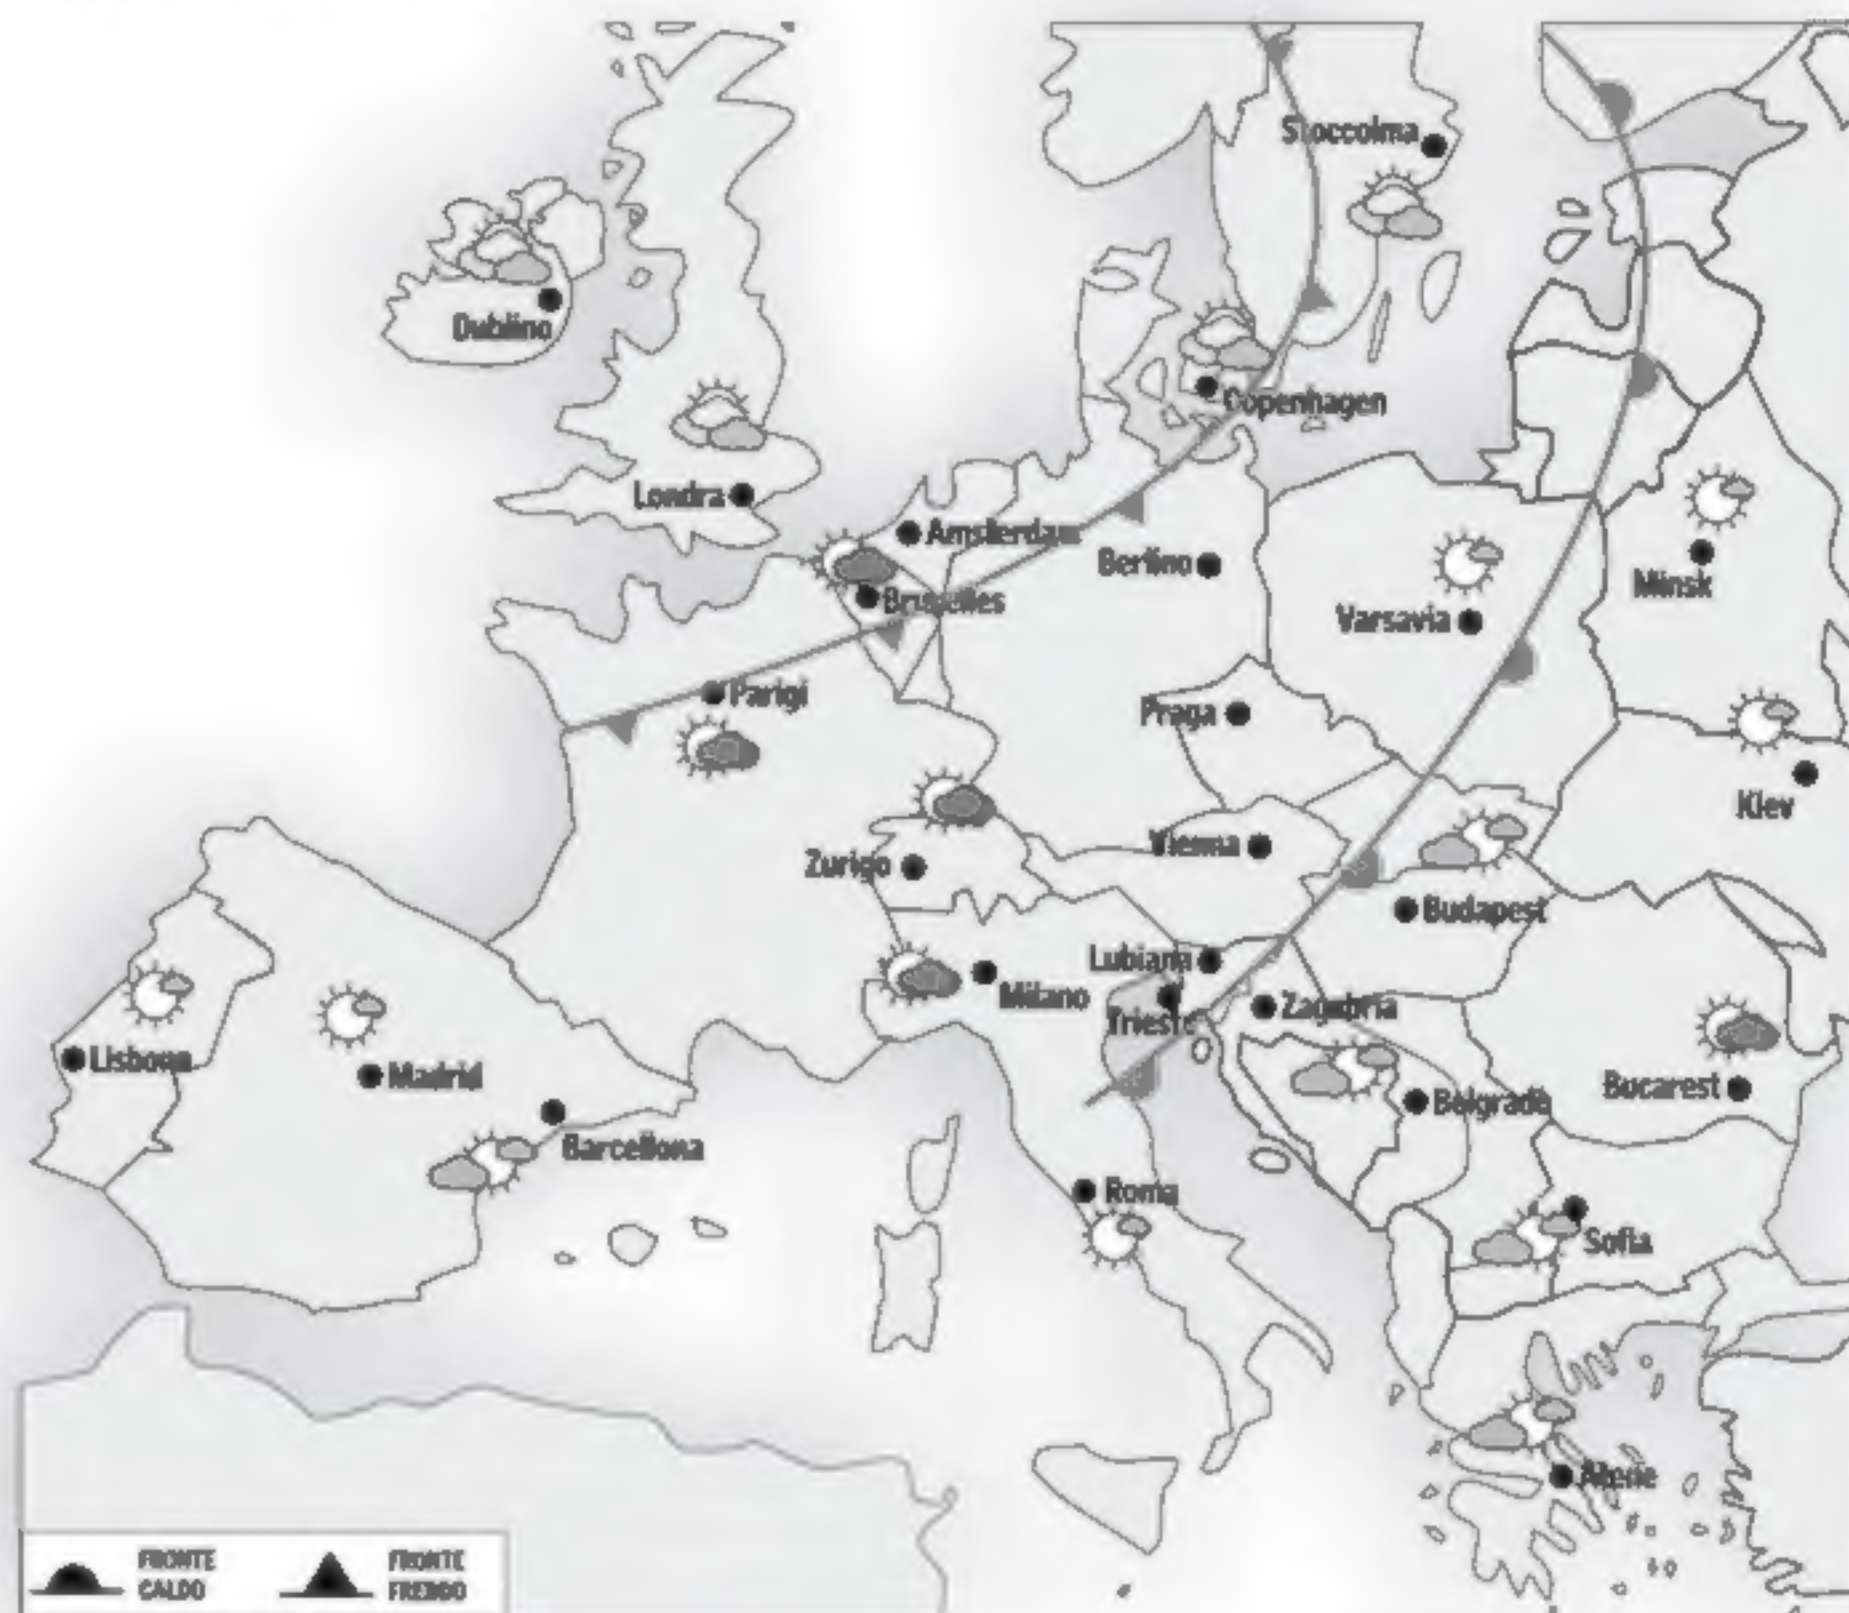 Stoccolma
Dublino
Copenhagen
Londra
Amsterdam
Berlino
Bruxelles
Minsk
Varsavia
Parigi
Praga
Kiev
Vienna
Zurigo
Budapest
Lubiana
Milano
Zagabria
Trieste
Lisbona
Madrid
Bucarest
Belgrado
Barcellona
Roma
Sofia
Atene
FRONTE
CALDO
FRONTE
FREDDO